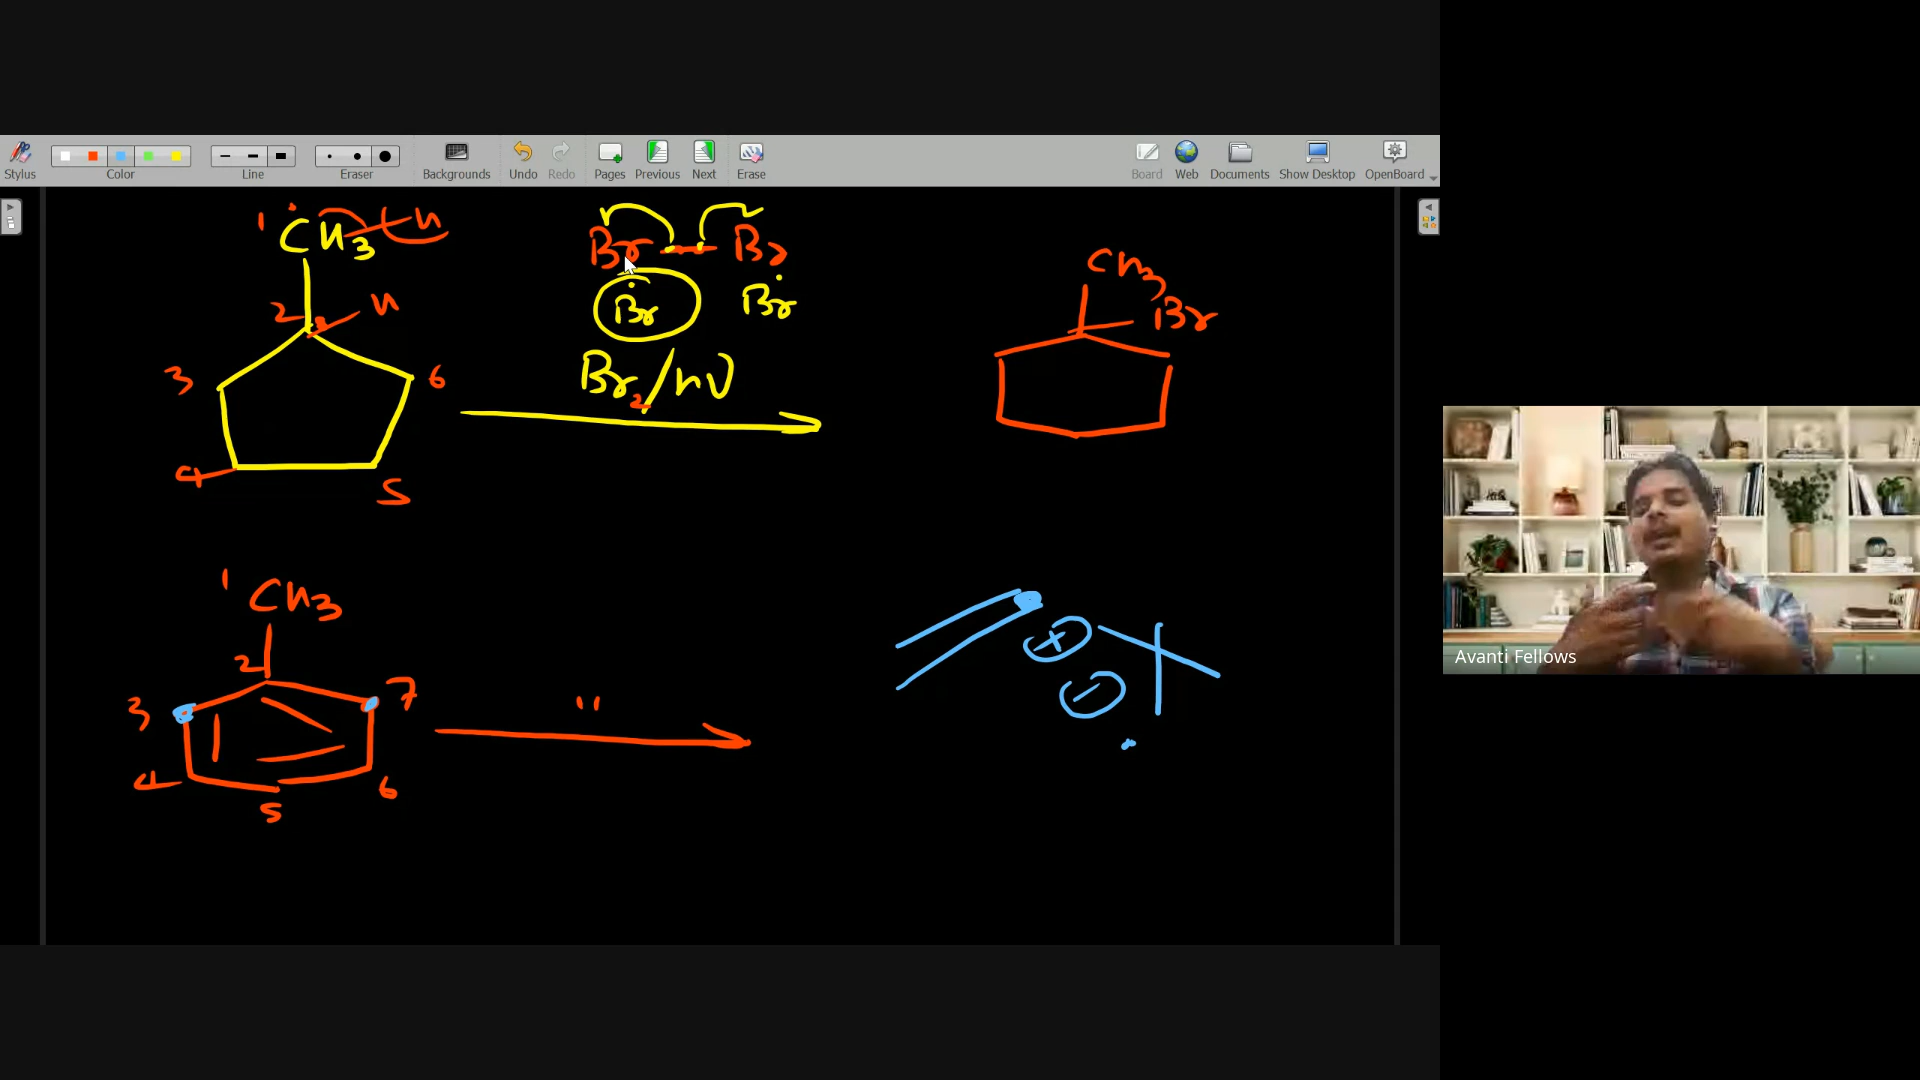 Stylus
Color
Line
Eraser
Backgrounds
Undo
Redo
Pages
Previous
Next
Erase
Board
Web
Documents
Show Desktop
OpenBoard
1 CH3 H
Br — Br
Br Br
2 H
Br2/hν
3
6
4
5
CH3
Br
1 CH3
2
3
7
4
5
6
"
+
-
Avanti Fellows